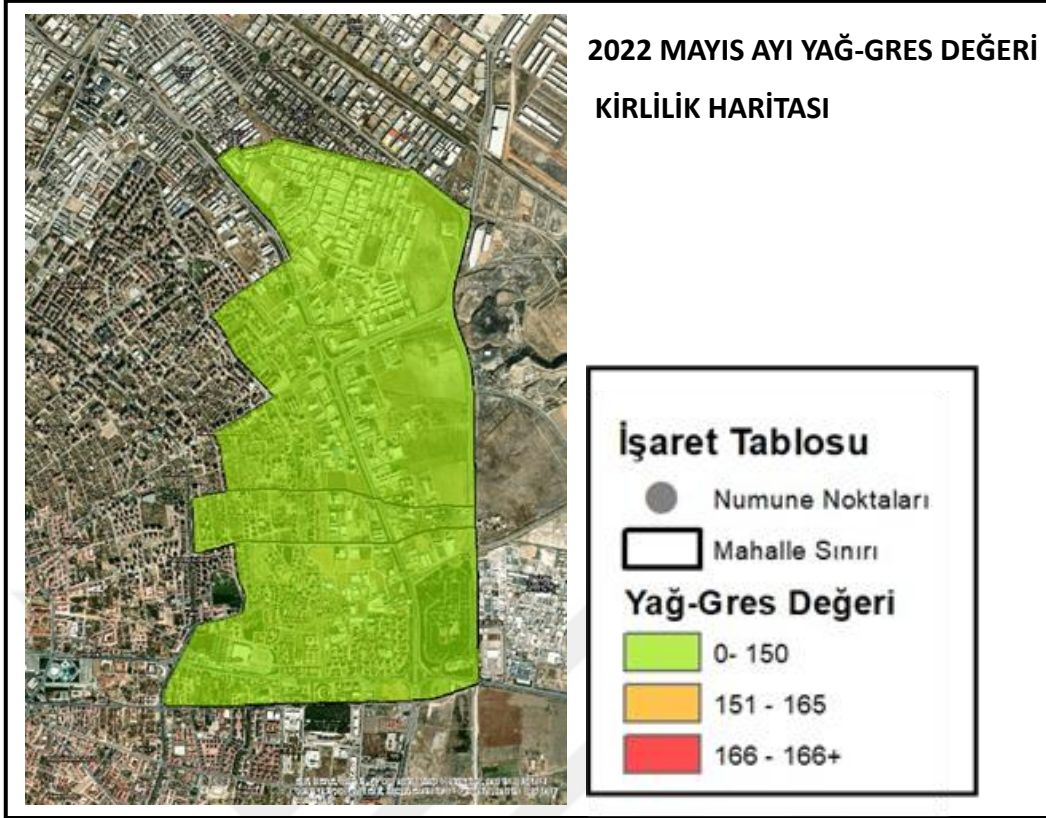 2022 MAYIS AYI YAĞ-GRES DEĞERİ
KİRLİLİK HARİTASI
İşaret Tablosu
Numune Noktaları
Mahalle Sınırı
Yağ-Gres Değeri
0- 150
151 - 165
166 - 166+